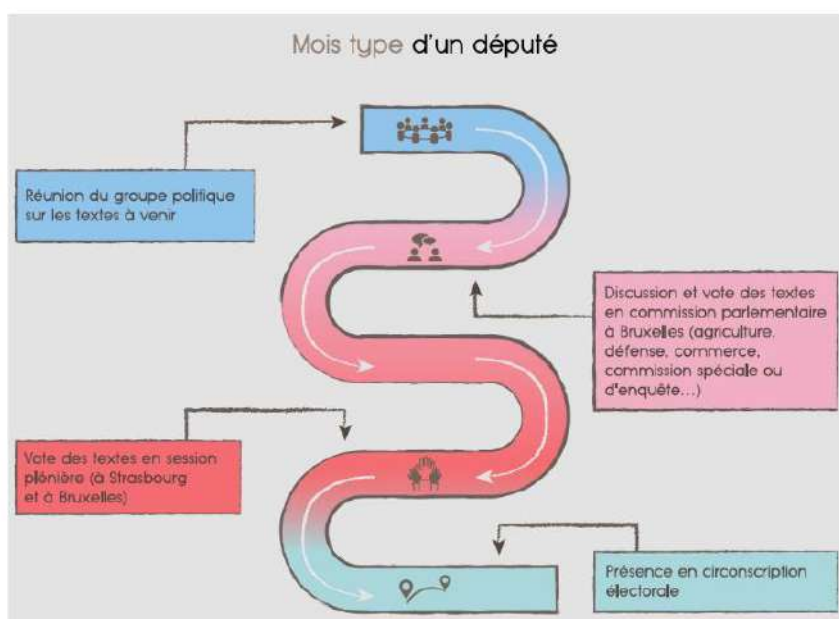 Mois type d'un député
Réunion du groupe politique
sur les textes à venir
Discussion et vote des textes
en commission parlementaire
à Bruxelles (agriculture,
défense, commerce,
commission spéciale ou
d'enquête...)
Vote des textes en session
plénière (à Strasbourg
et à Bruxelles)
Présence en circonscription
électorale